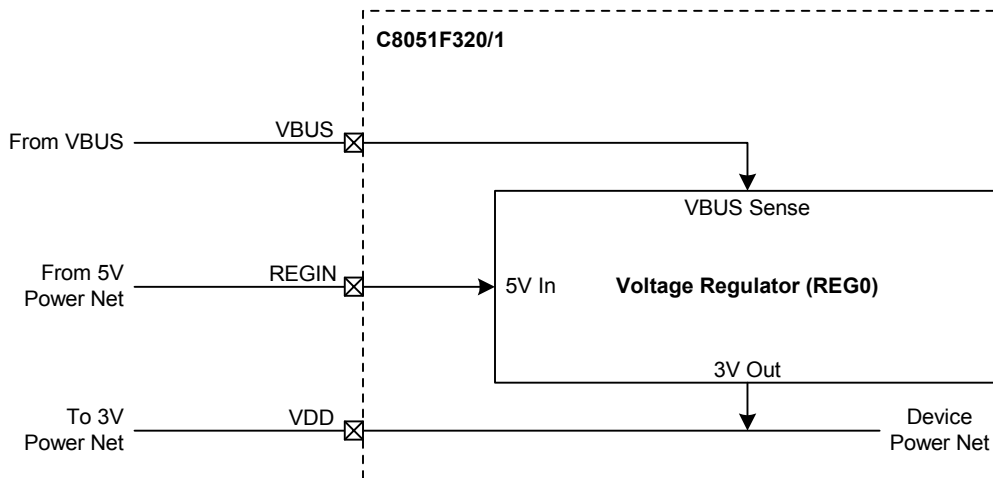 C8051F320/1
From VBUS
VBUS
VBUS Sense
From 5V
Power Net
REGIN
5V In
Voltage Regulator (REG0)
3V Out
To 3V
Power Net
VDD
Device
Power Net